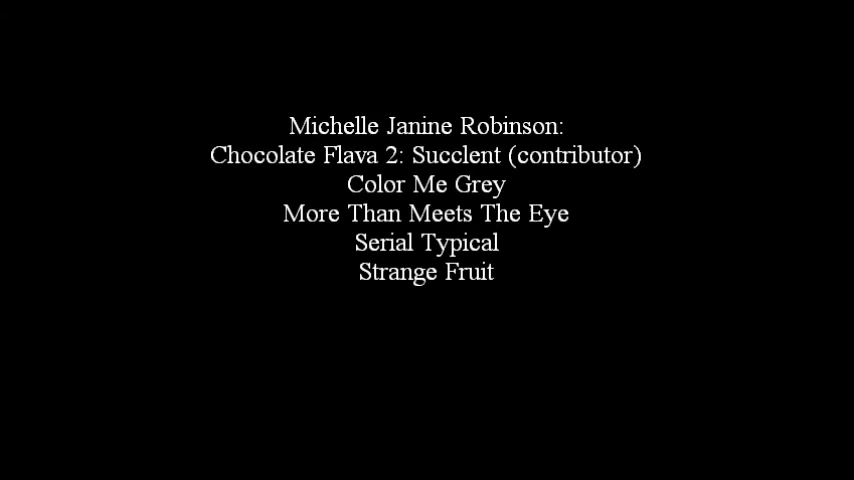 Michelle Janine Robinson:
Chocolate Flava 2: Succlent (contributor)
Color Me Grey
More Than Meets The Eye
Serial Typical
Strange Fruit